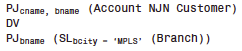 PJcname, bname (Account NJN Customer)
DV
PJbname (SLbcity = 'MPLS' (Branch))